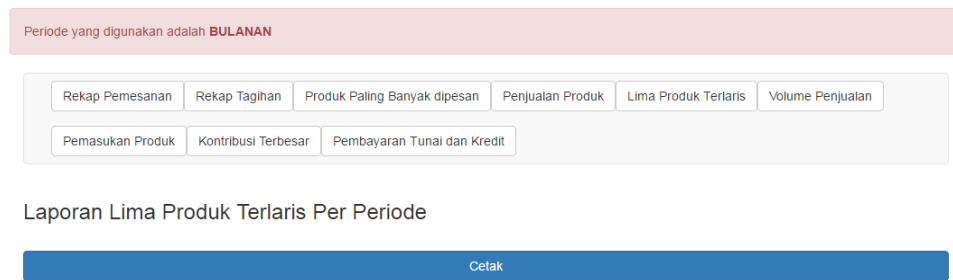 Periode yang digunakan adalah BULANAN
Rekap Pemesanan Rekap Tagihan Produk Paling Banyak dipesan Penjualan Produk Lima Produk Terlaris Volume Penjualan
Pemasukan Produk Kontribusi Terbesar Pembayaran Tunai dan Kredit
Laporan Lima Produk Terlaris Per Periode
Cetak